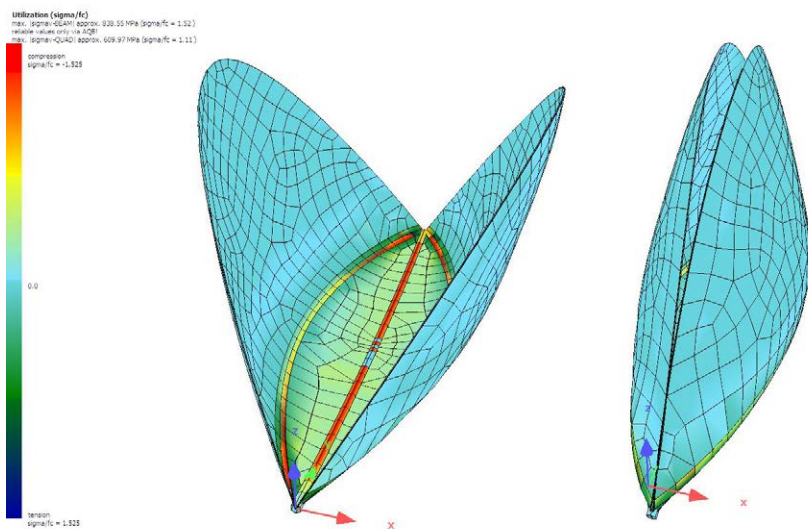 Utilization (sigma/fc)
max. |sigmav-BEAM| approx. 838.55 MPa (sigma/fc = 1.52)
reliable values only via AQB!
max. |sigmav-QUAD| approx. 609.97 MPa (sigma/fc = 1.11)
compression
sigma/fc = -1.525
0.0
tension
sigma/fc = 1.525
z
x
z
x